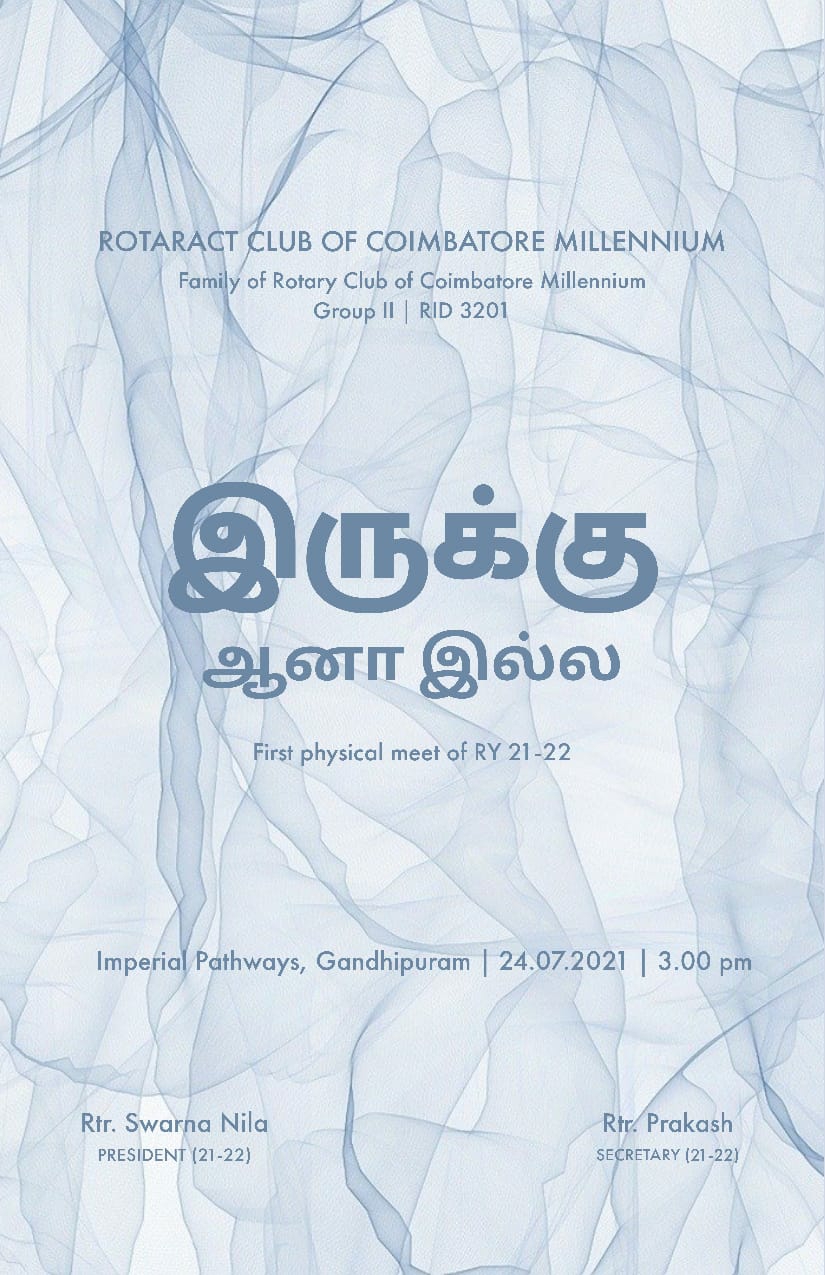 ROTARACT CLUB OF COIMBATORE MILLENNIUM
Family of Rotary Club of Coimbatore Millennium
Group II | RID 3201
இருக்கு
ஆனா இல்ல
First physical meet of RY 21-22
Imperial Pathways, Gandhipuram | 24.07.2021 | 3.00 pm
Rtr. Swarna Nila
PRESIDENT (21-22)
Rtr. Prakash
SECRETARY (21-22)